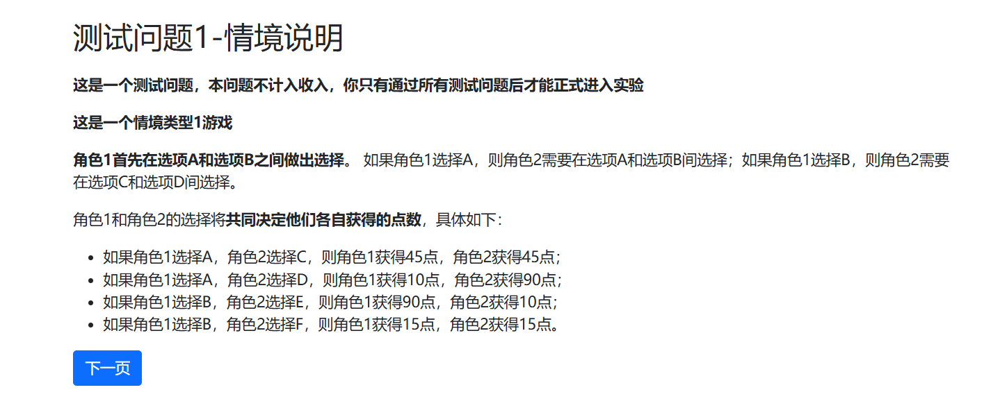 测试问题1-情境说明
这是一个测试问题，本问题不计入收入，你只有通过所有测试问题后才能正式进入实验
这是一个情境类型1游戏
角色1首先在选项A和选项B之间做出选择。 如果角色1选择A，则角色2需要在选项A和选项B间选择；如果角色1选择B，则角色2需要
在选项C和选项D间选择。
角色1和角色2的选择将共同决定他们各自获得的点数，具体如下：
• 如果角色1选择A，角色2选择C，则角色1获得45点，角色2获得45点；
• 如果角色1选择A，角色2选择D，则角色1获得10点，角色2获得90点；
• 如果角色1选择B，角色2选择E，则角色1获得90点，角色2获得10点；
• 如果角色1选择B，角色2选择F，则角色1获得15点，角色2获得15点。
下一页